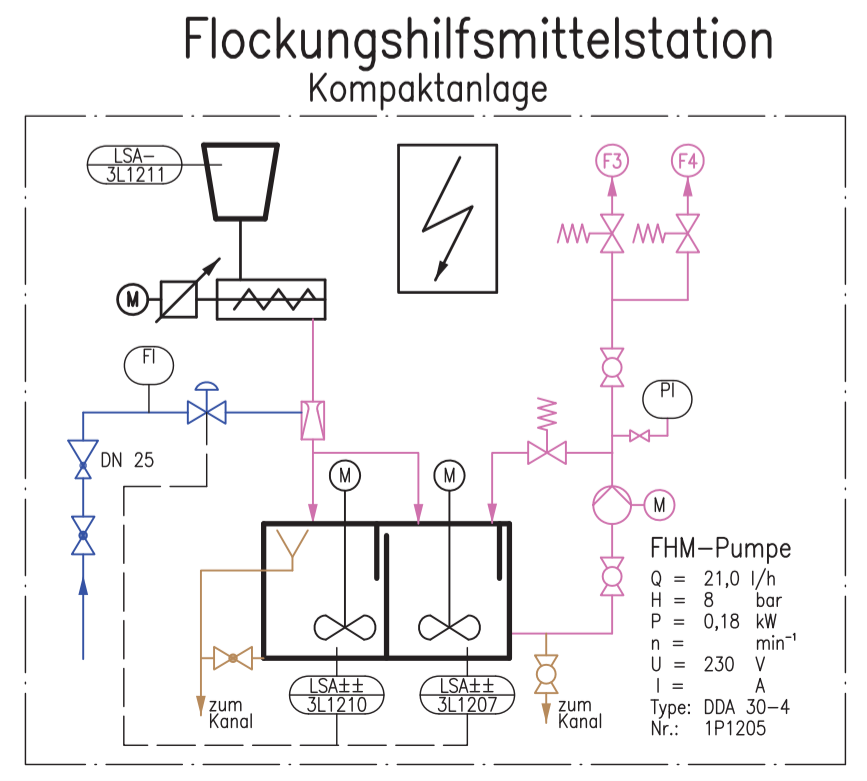 Flockungshilfsmittelstation
Kompaktanlage
LSA-
3L1211
F3
F4
M
FI
PI
DN 25
M
M
M
FHM-Pumpe
Q = 21,0 l/h
H = 8 bar
P = 0,18 kW
n = min⁻¹
U = 230 V
I = A
Type: DDA 30-4
Nr.: 1P1205
LSA±±
3L1210
LSA±±
3L1207
zum
Kanal
zum
Kanal